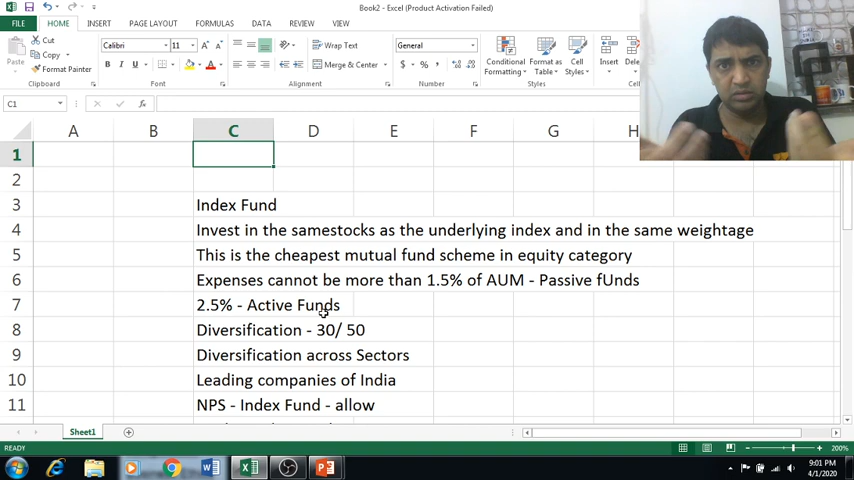 Book2 - Excel (Product Activation Failed)
FILE HOME INSERT PAGE LAYOUT FORMULAS DATA REVIEW VIEW
Cut
Copy
Format Painter
Paste
Clipboard
Calibri 11
B I U
Font
Wrap Text
Merge & Center
Alignment
General
$ % ,
Number
Conditional Formatting
Format as Table
Cell Styles
Styles
Insert
C1 fx
A B C D E F G H
1
2
3 Index Fund
4 Invest in the samestocks as the underlying index and in the same weightage
5 This is the cheapest mutual fund scheme in equity category
6 Expenses cannot be more than 1.5% of AUM - Passive fUnds
7 2.5% - Active Funds
8 Diversification - 30/ 50
9 Diversification across Sectors
10 Leading companies of India
11 NPS - Index Fund - allow
Sheet1
READY 200%
9:01 PM
4/1/2020